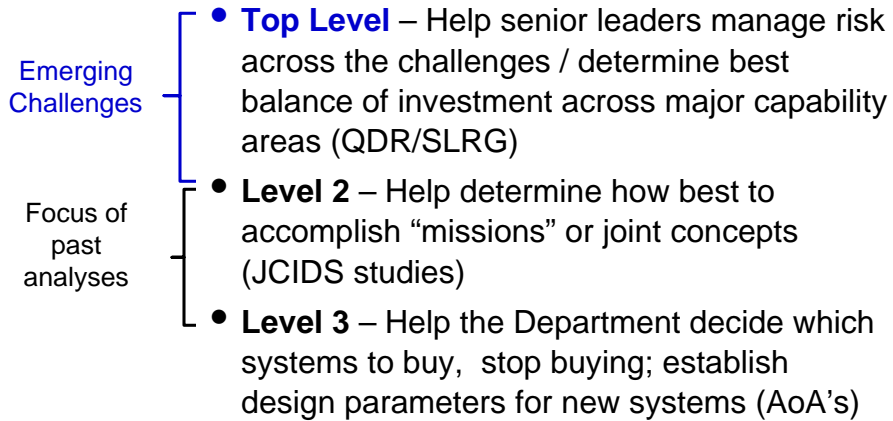 Emerging
Challenges
• Top Level – Help senior leaders manage risk
across the challenges / determine best
balance of investment across major capability
areas (QDR/SLRG)
Focus of
past
analyses
• Level 2 – Help determine how best to
accomplish “missions” or joint concepts
(JCIDS studies)
• Level 3 – Help the Department decide which
systems to buy,  stop buying; establish
design parameters for new systems (AoA's)